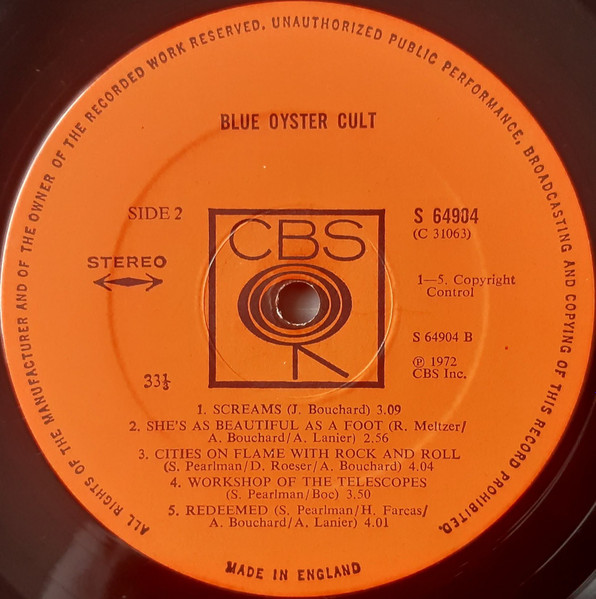 ALL RIGHTS OF THE MANUFACTURER AND OF THE OWNER OF THE RECORDED WORK RESERVED. UNAUTHORIZED PUBLIC PERFORMANCE, BROADCASTING AND COPYING OF THIS RECORD PROHIBITED.
BLUE OYSTER CULT
SIDE 2
S 64904
(C 31063)
CBS
STEREO
1—5. Copyright
Control
S 64904 B
℗ 1972
CBS Inc.
33⅓
1. SCREAMS (J. Bouchard) 3.09
2. SHE'S AS BEAUTIFUL AS A FOOT (R. Meltzer/
A. Bouchard/A. Lanier) 2.56
3. CITIES ON FLAME WITH ROCK AND ROLL
(S. Pearlman/D. Roeser/A. Bouchard) 4.04
4. WORKSHOP OF THE TELESCOPES
(S. Pearlman/Boc) 3.50
5. REDEEMED (S. Pearlman/H. Farcas/
A. Bouchard/A. Lanier) 4.01
MADE IN ENGLAND